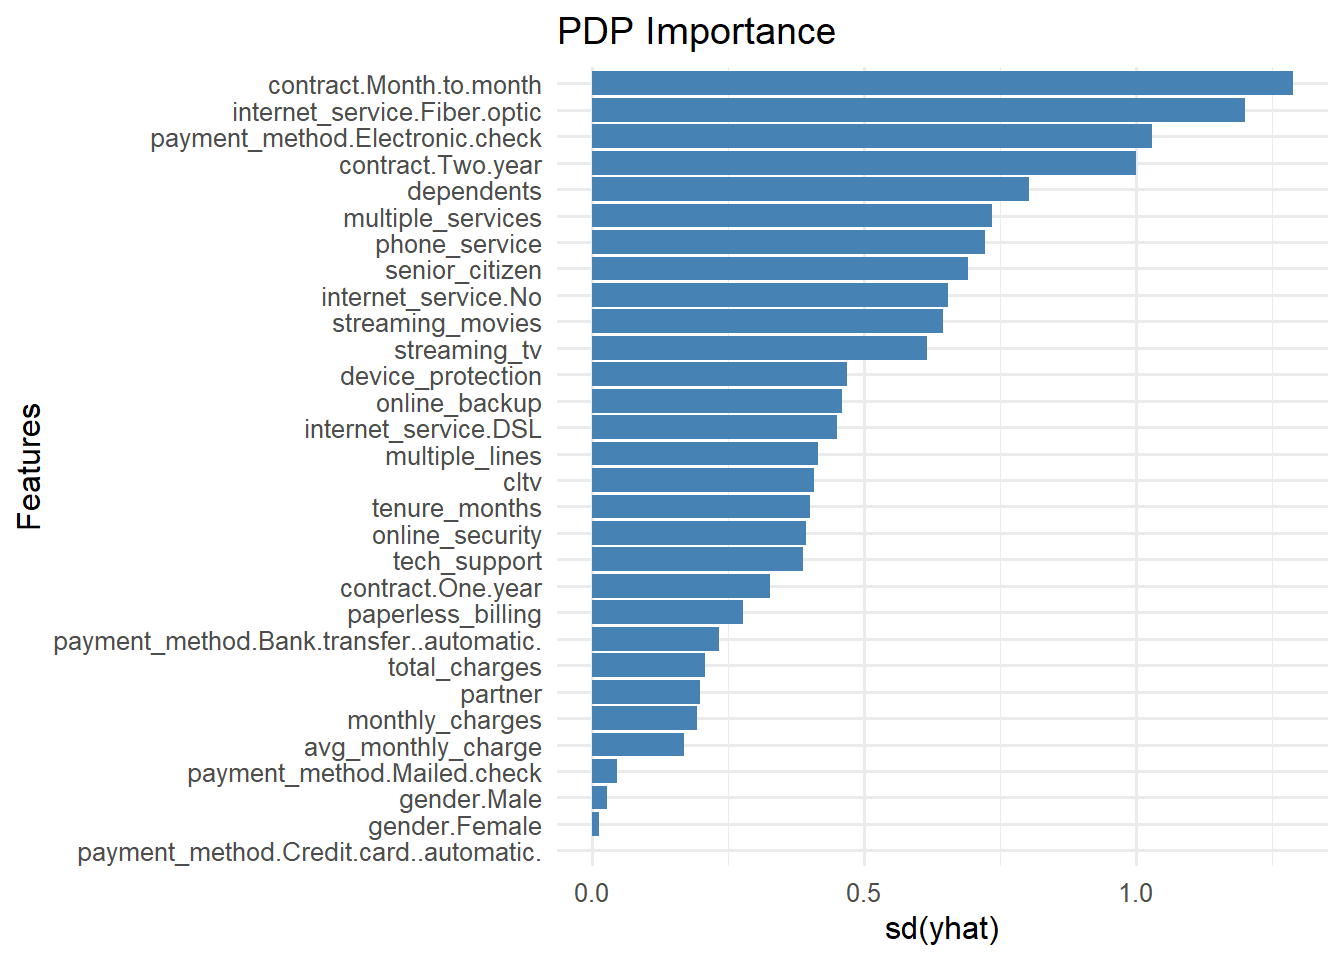 PDP Importance
contract.Month.to.month
internet_service.Fiber.optic
payment_method.Electronic.check
contract.Two.year
dependents
multiple_services
phone_service
senior_citizen
internet_service.No
streaming_movies
streaming_tv
device_protection
online_backup
internet_service.DSL
multiple_lines
cltv
tenure_months
online_security
tech_support
contract.One.year
paperless_billing
payment_method.Bank.transfer..automatic.
total_charges
partner
monthly_charges
avg_monthly_charge
payment_method.Mailed.check
gender.Male
gender.Female
payment_method.Credit.card..automatic.
Features
0.0 0.5 1.0
sd(yhat)